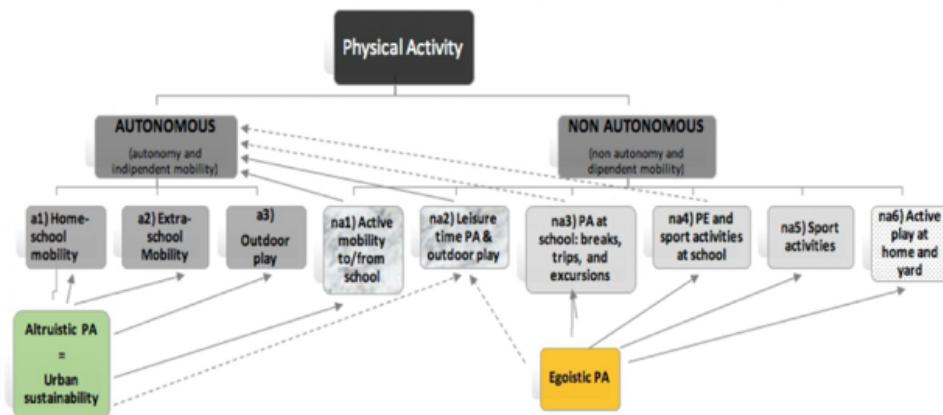 Physical Activity
AUTONOMOUS
(autonomy and
indipendent mobility)
NON AUTONOMOUS
(non autonomy and
dipendent mobility)
a1) Home-
school
mobility
a2) Extra-
school
Mobility
a3)
Outdoor
play
na1) Active
mobility
to/from
school
na2) Leisure
time PA &
outdoor play
na3) PA at
school: breaks,
trips, and
excursions
na4) PE and
sport activities
at school
na5) Sport
activities
na6) Active
play at
home and
yard
Altruistic PA
=
Urban
sustainability
Egoistic PA